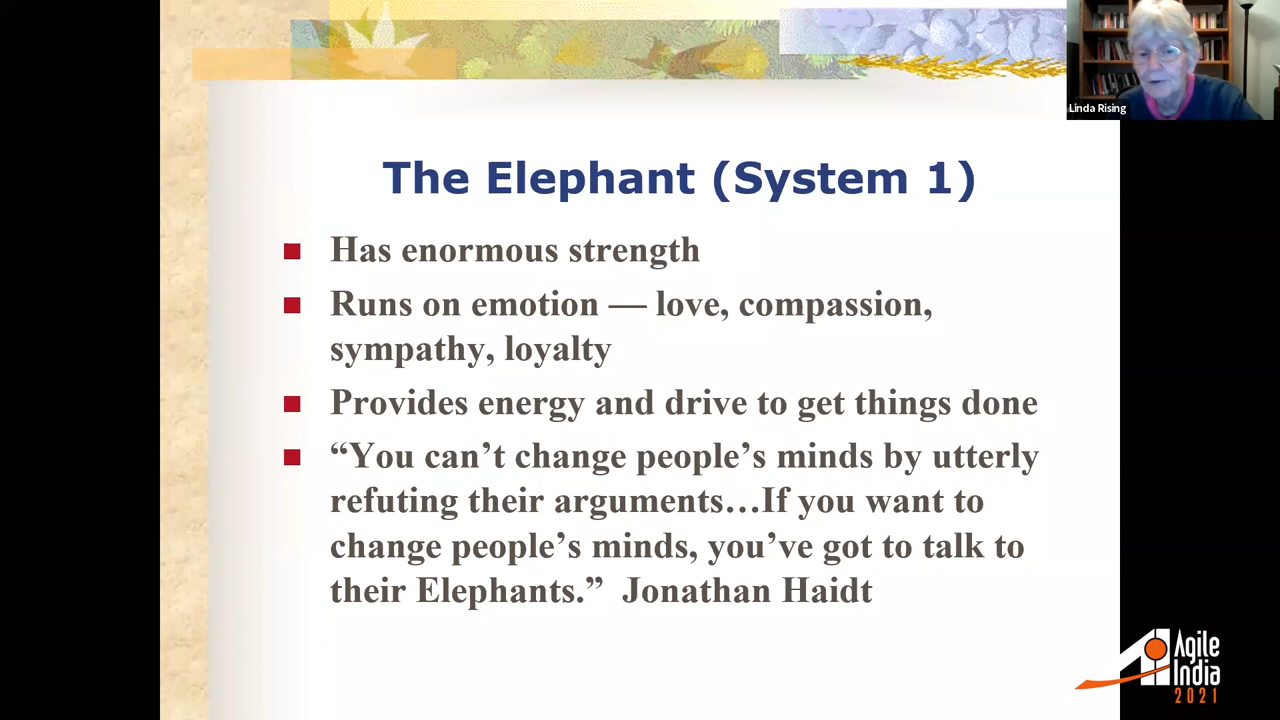 Linda Rising
The Elephant (System 1)
Has enormous strength
Runs on emotion — love, compassion,
sympathy, loyalty
Provides energy and drive to get things done
“You can’t change people’s minds by utterly
refuting their arguments…If you want to
change people’s minds, you’ve got to talk to
their Elephants.” Jonathan Haidt
Agile
India
2021